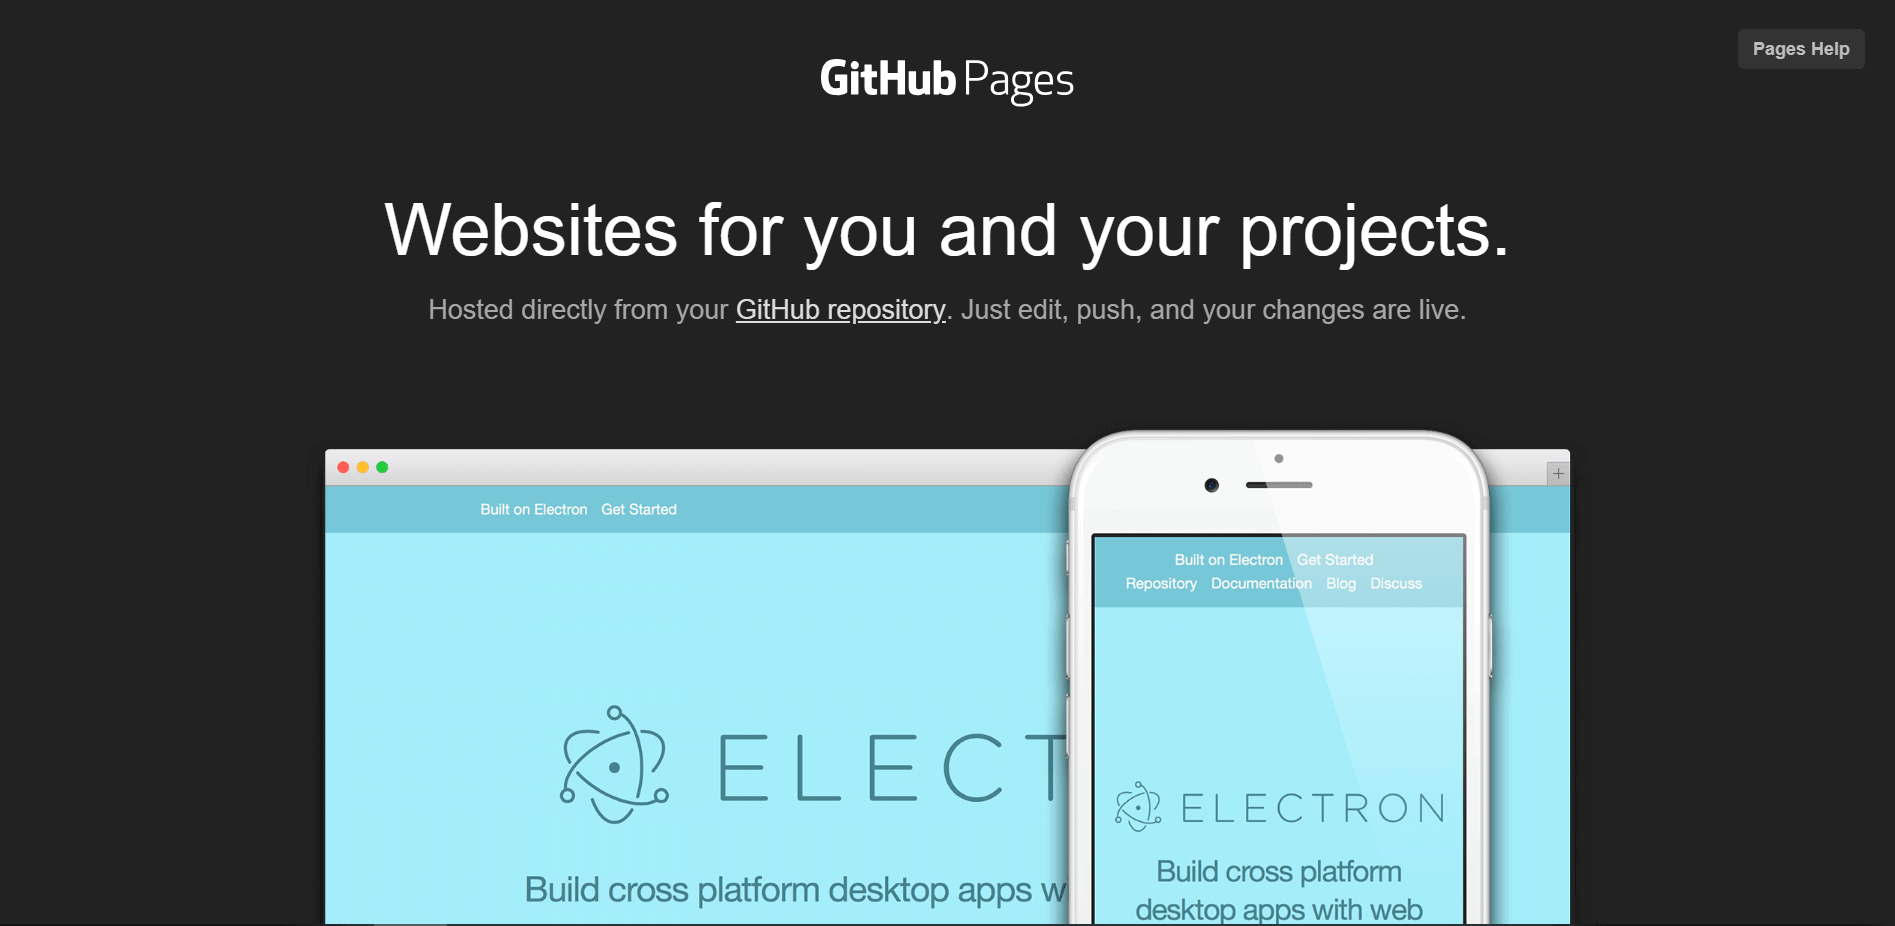 Pages Help
GitHub Pages
Websites for you and your projects.
Hosted directly from your GitHub repository. Just edit, push, and your changes are live.
Built on Electron Get Started
ELECT
Build cross platform desktop apps w
Built on Electron Get Started
Repository Documentation Blog Discuss
ELECTRON
Build cross platform
desktop apps with web